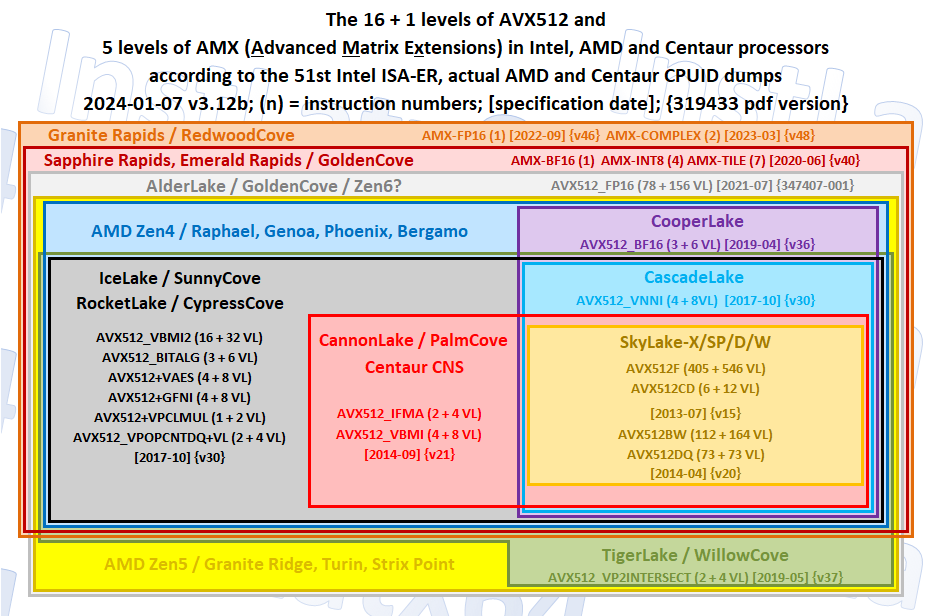 The 16 + 1 levels of AVX512 and
5 levels of AMX (Advanced Matrix Extensions) in Intel, AMD and Centaur processors
according to the 51st Intel ISA-ER, actual AMD and Centaur CPUID dumps
2024-01-07 v3.12b; (n) = instruction numbers; [specification date]; {319433 pdf version}
Granite Rapids / RedwoodCove
AMX-FP16 (1) [2022-09] {v46} AMX-COMPLEX (2) [2023-03] {v48}
Sapphire Rapids, Emerald Rapids / GoldenCove
AMX-BF16 (1) AMX-INT8 (4) AMX-TILE (7) [2020-06] {v40}
AlderLake / GoldenCove / Zen6?
AVX512_FP16 (78 + 156 VL) [2021-07] {347407-001}
AMD Zen4 / Raphael, Genoa, Phoenix, Bergamo
CooperLake
AVX512_BF16 (3 + 6 VL) [2019-04] {v36}
IceLake / SunnyCove
RocketLake / CypressCove
AVX512_VBMI2 (16 + 32 VL)
AVX512_BITALG (3 + 6 VL)
AVX+VAES (4 + 8 VL)
AVX+GFNI (4 + 8 VL)
AVX+VPCLMUL (1 + 2 VL)
AVX512_VPOPCNTDQ+VL (2 + 4 VL)
[2017-10] {v30}
CascadeLake
AVX512_VNNI (4 + 8VL) [2017-10] {v30}
CannonLake / PalmCove
Centaur CNS
AVX512_IFMA (2 + 4 VL)
AVX512_VBMI (4 + 8 VL)
[2014-09] {v21}
SkyLake-X/SP/D/W
AVX512F (405 + 546 VL)
AVX512CD (6 + 12 VL)
[2013-07] {v15}
AVX512BW (112 + 164 VL)
AVX512DQ (73 + 73 VL)
[2014-04] {v20}
AMD Zen5 / Granite Ridge, Turin, Strix Point
TigerLake / WillowCove
AVX512_VP2INTERSECT (2 + 4 VL) [2019-05] {v37}